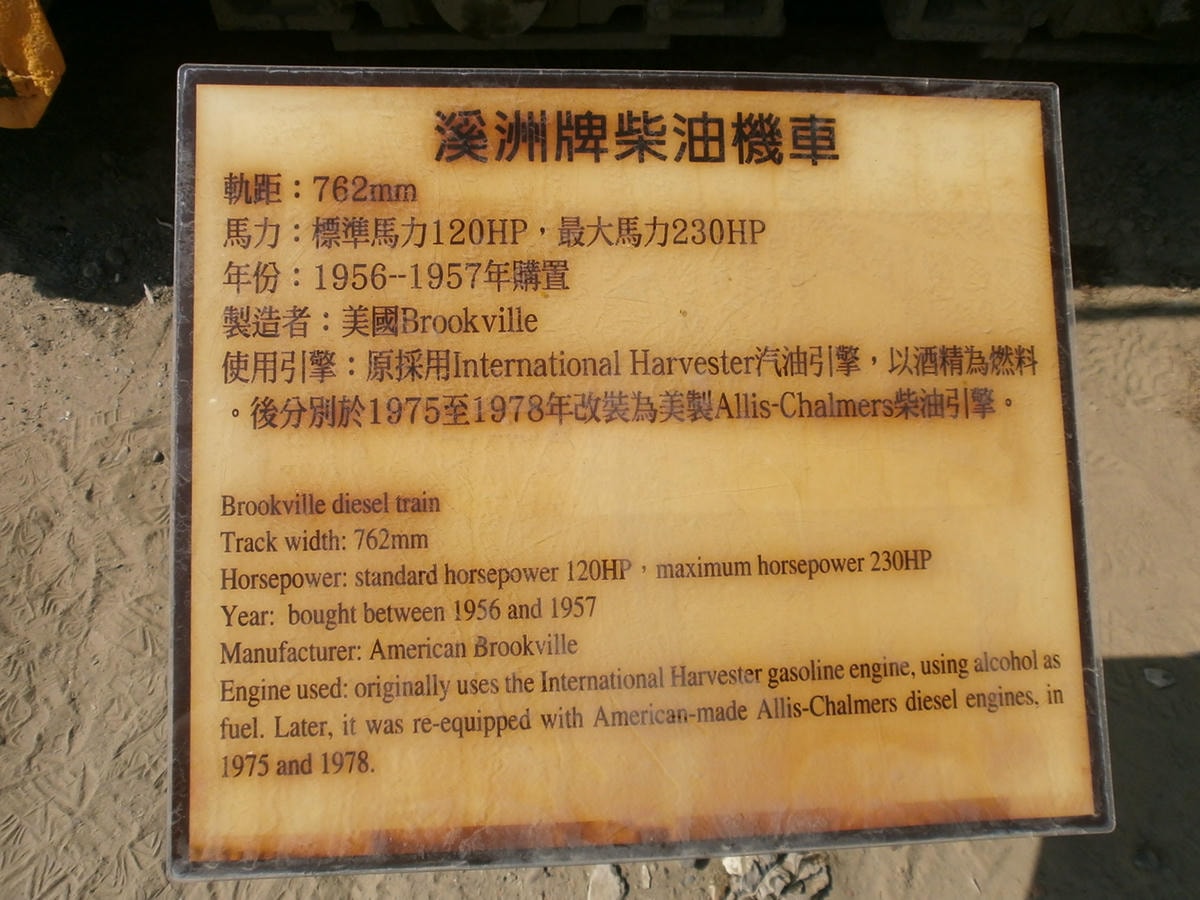 溪洲牌柴油機車
軌距：762mm
馬力：標準馬力120HP，最大馬力230HP
年份：1956--1957年購置
製造者：美國Brookville
使用引擎：原採用International Harvester汽油引擎，以酒精為燃料
。後分別於1975至1978年改裝為美製Allis-Chalmers柴油引擎。
Brookville diesel train
Track width: 762mm
Horsepower: standard horsepower 120HP，maximum horsepower 230HP
Year: bought between 1956 and 1957
Manufacturer: American Brookville
Engine used: originally uses the International Harvester gasoline engine, using alcohol as
fuel. Later, it was re-equipped with American-made Allis-Chalmers diesel engines, in
1975 and 1978.